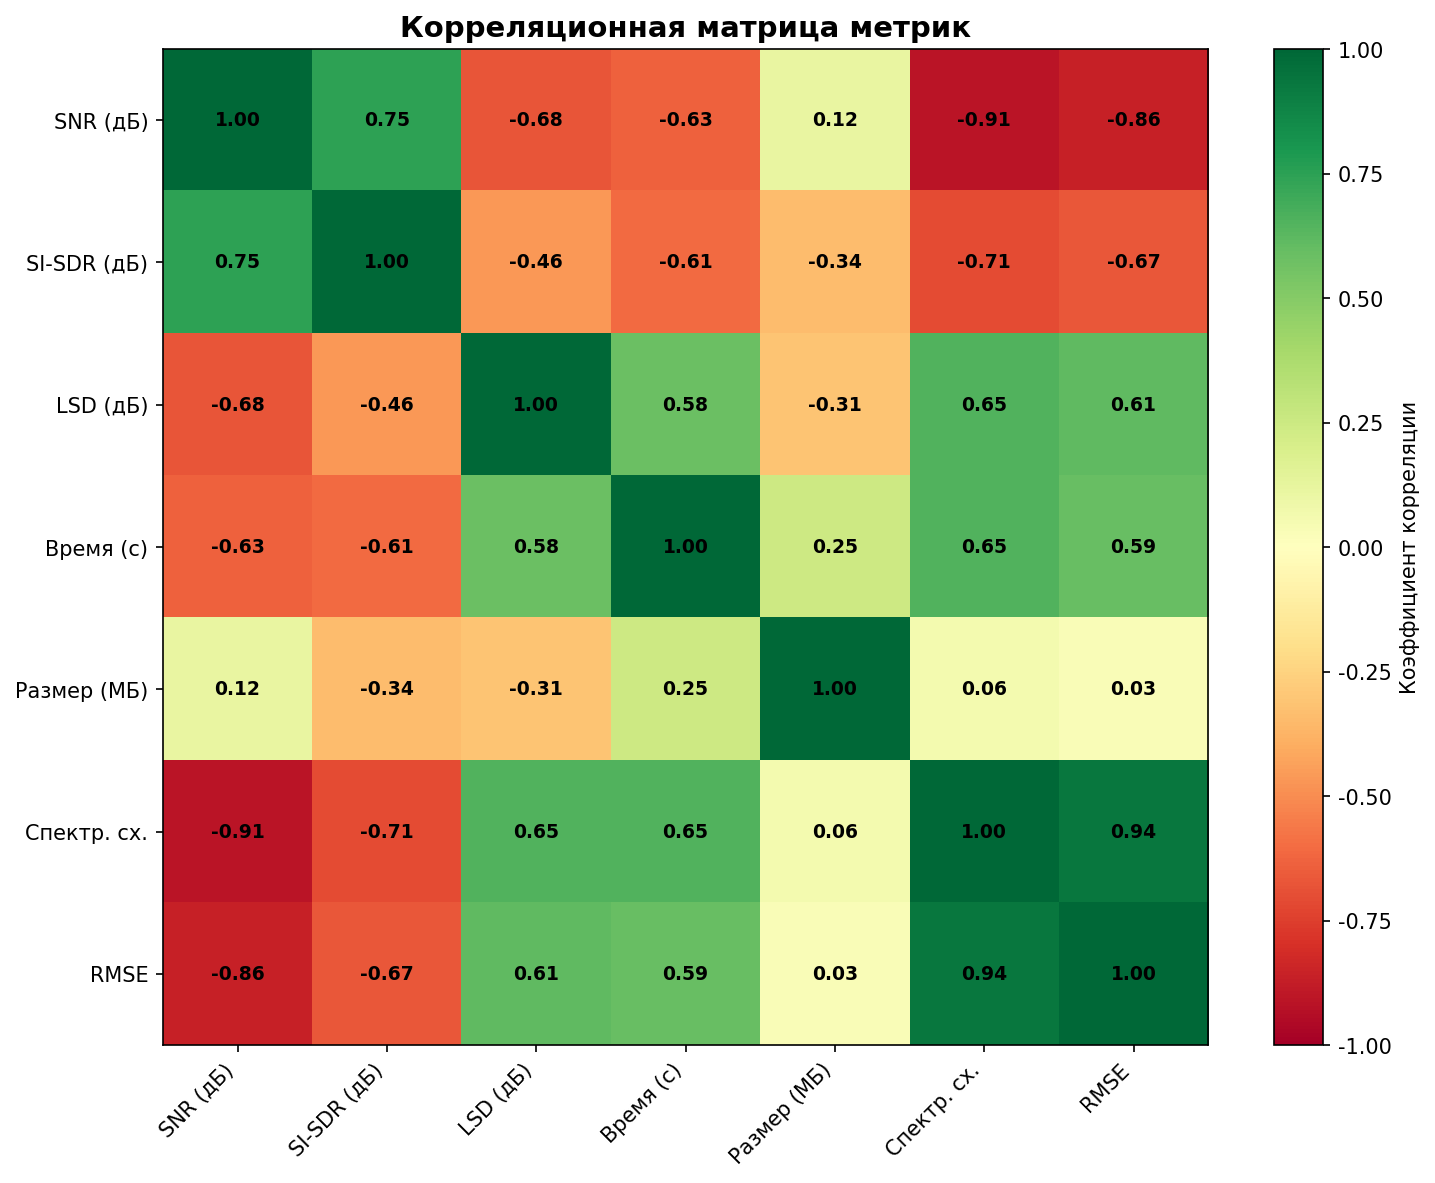 Корреляционная матрица метрик
SNR (дБ) 1.00 0.75 -0.68 -0.63 0.12 -0.91 -0.86
SI-SDR (дБ) 0.75 1.00 -0.46 -0.61 -0.34 -0.71 -0.67
LSD (дБ) -0.68 -0.46 1.00 0.58 -0.31 0.65 0.61
Время (с) -0.63 -0.61 0.58 1.00 0.25 0.65 0.59
Размер (МБ) 0.12 -0.34 -0.31 0.25 1.00 0.06 0.03
Спектр. сх. -0.91 -0.71 0.65 0.65 0.06 1.00 0.94
RMSE -0.86 -0.67 0.61 0.59 0.03 0.94 1.00
SNR (дБ) SI-SDR (дБ) LSD (дБ) Время (с) Размер (МБ) Спектр. сх. RMSE
1.00
0.75
0.50
0.25
0.00
-0.25
-0.50
-0.75
-1.00
Коэффициент корреляции